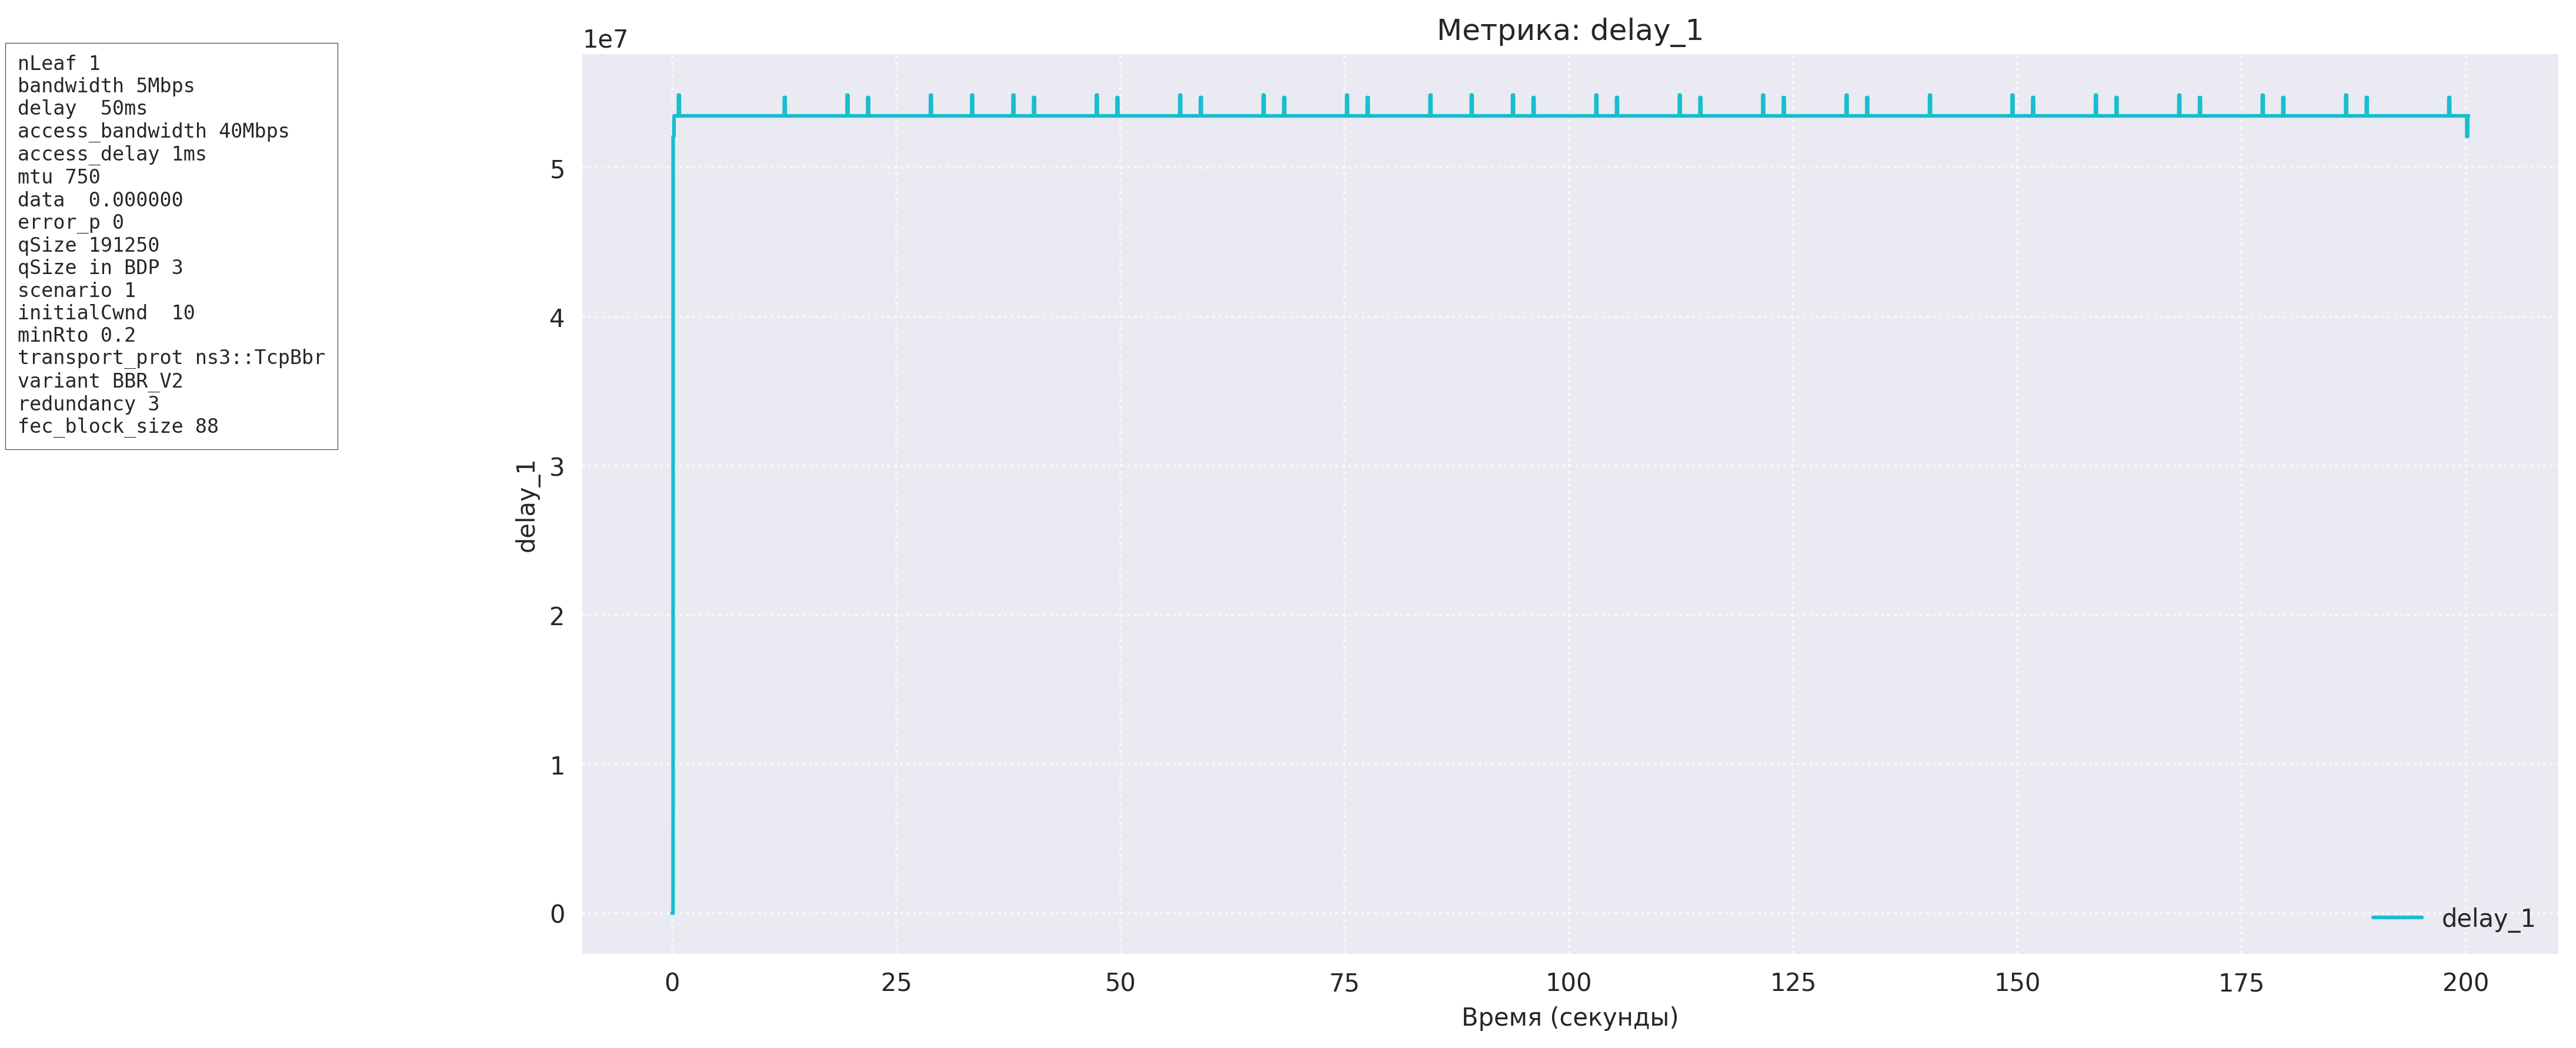 Метрика: delay_1
nLeaf 1
bandwidth 5Mbps
delay  50ms
access_bandwidth 40Mbps
access_delay 1ms
mtu 750
data  0.000000
error_p 0
qSize 191250
qSize in BDP 3
scenario 1
initialCwnd  10
minRto 0.2
transport_prot ns3::TcpBbr
variant BBR_V2
redundancy 3
fec_block_size 88
1e7
5
4
3
2
1
0
delay_1
0 25 50 75 100 125 150 175 200
Время (секунды)
delay_1